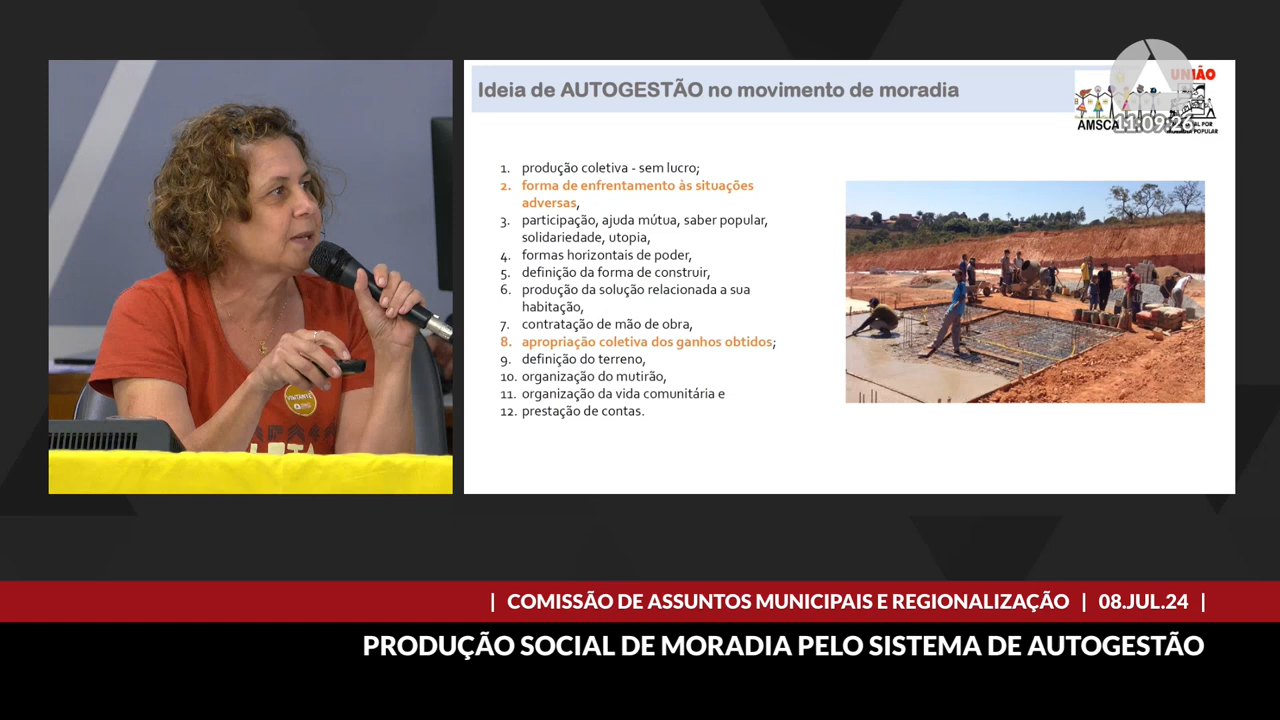 Ideia de AUTOGESTÃO no movimento de moradia
UNIÃO
AMSCA
11:09:26
MORADIA POPULAR
1. produção coletiva - sem lucro;
2. forma de enfrentamento às situações
adversas,
3. participação, ajuda mútua, saber popular,
solidariedade, utopia,
4. formas horizontais de poder,
5. definição da forma de construir,
6. produção da solução relacionada a sua
habitação,
7. contratação de mão de obra,
8. apropriação coletiva dos ganhos obtidos;
9. definição do terreno,
10. organização do mutirão,
11. organização da vida comunitária e
12. prestação de contas.
VISITANTE
| COMISSÃO DE ASSUNTOS MUNICIPAIS E REGIONALIZAÇÃO | 08.JUL.24 |
PRODUÇÃO SOCIAL DE MORADIA PELO SISTEMA DE AUTOGESTÃO